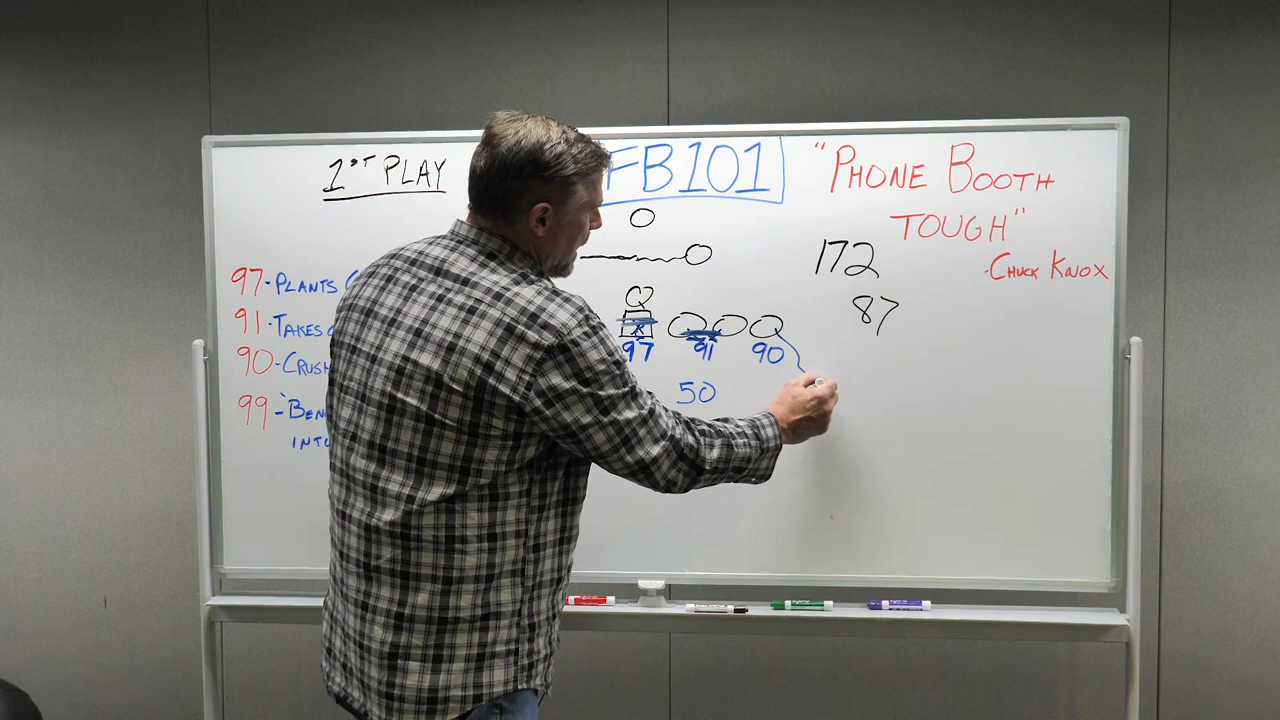 1ST PLAY
FB101
"PHONE BOOTH
TOUGH"
-CHUCK KNOX
172
87
97-PLANTS
91-TAKES
90-CRUSH
99-"BEN
INTO
Q
X
97 91 90
50